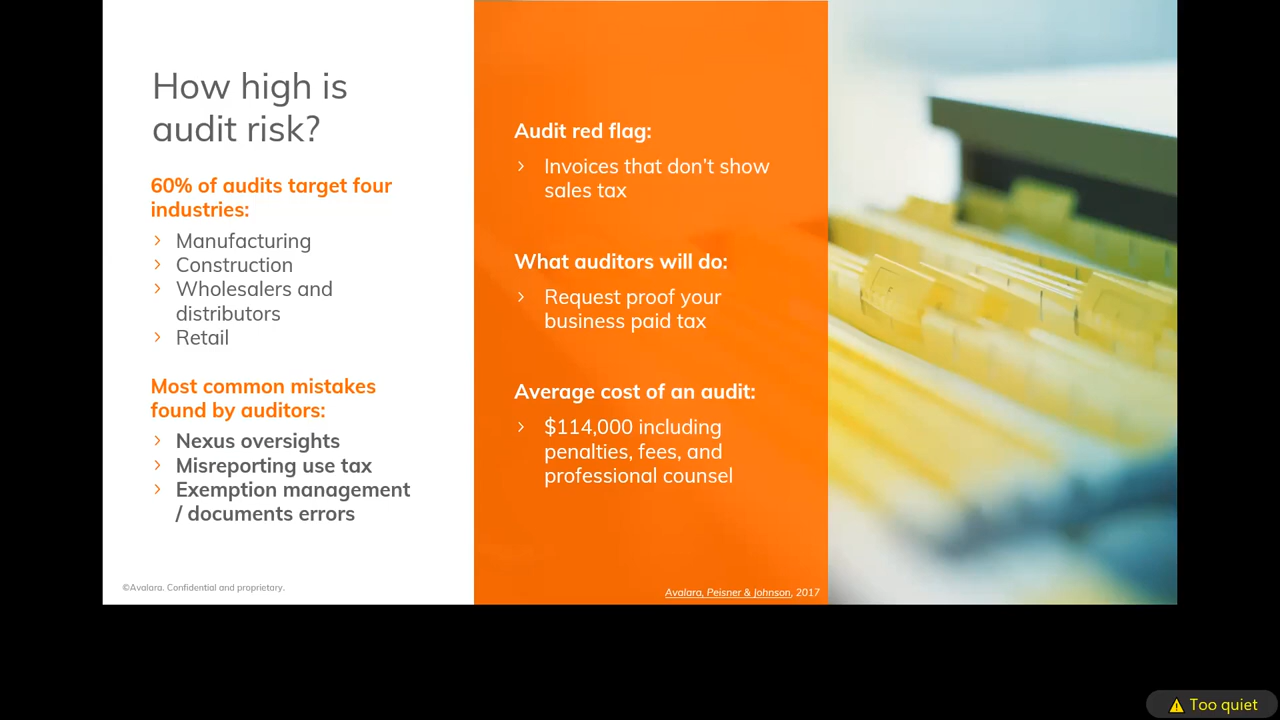 How high is
audit risk?
60% of audits target four
industries:
› Manufacturing
› Construction
› Wholesalers and
distributors
› Retail
Most common mistakes
found by auditors:
› Nexus oversights
› Misreporting use tax
› Exemption management
/ documents errors
©Avalara. Confidential and proprietary.
Audit red flag:
› Invoices that don’t show
sales tax
What auditors will do:
› Request proof your
business paid tax
Average cost of an audit:
› $114,000 including
penalties, fees, and
professional counsel
Avalara, Peisner & Johnson, 2017
Too quiet